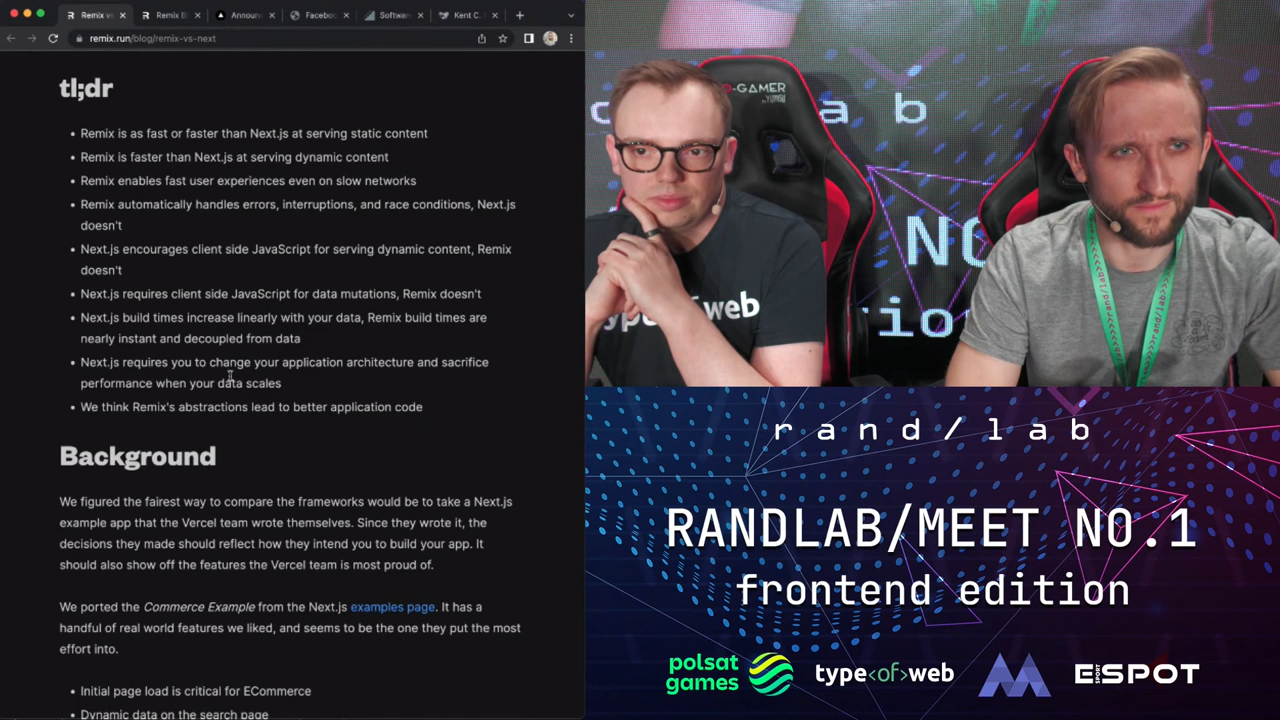 Remix vs
Remix B
Announ
Faceboo
Softwar
Kent C.
remix.run/blog/remix-vs-next
tl;dr
• Remix is as fast or faster than Next.js at serving static content
• Remix is faster than Next.js at serving dynamic content
• Remix enables fast user experiences even on slow networks
• Remix automatically handles errors, interruptions, and race conditions, Next.js
doesn't
• Next.js encourages client side JavaScript for serving dynamic content, Remix
doesn't
• Next.js requires client side JavaScript for data mutations, Remix doesn't
• Next.js build times increase linearly with your data, Remix build times are
nearly instant and decoupled from data
• Next.js requires you to change your application architecture and sacrifice
performance when your data scales
• We think Remix's abstractions lead to better application code
Background
We figured the fairest way to compare the frameworks would be to take a Next.js
example app that the Vercel team wrote themselves. Since they wrote it, the
decisions they made should reflect how they intend you to build your app. It
should also show off the features the Vercel team is most proud of.
We ported the Commerce Example from the Next.js examples page. It has a
handful of real world features we liked, and seems to be the one they put the most
effort into.
• Initial page load is critical for ECommerce
• Dynamic data on the search page
O-GAMER
a b
NO
io
web
rand/lab
RANDLAB/MEET NO.1
frontend edition
polsat
games
type<of>web
ESPORT
ESPOT